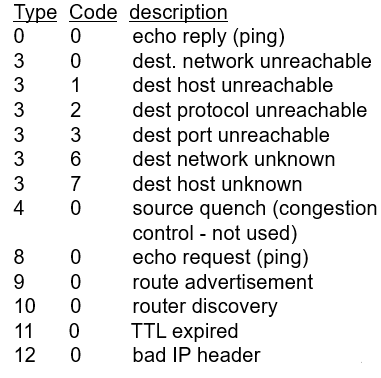 Type Code description
0 0 echo reply (ping)
3 0 dest. network unreachable
3 1 dest host unreachable
3 2 dest protocol unreachable
3 3 dest port unreachable
3 6 dest network unknown
3 7 dest host unknown
4 0 source quench (congestion
control - not used)
8 0 echo request (ping)
9 0 route advertisement
10 0 router discovery
11 0 TTL expired
12 0 bad IP header